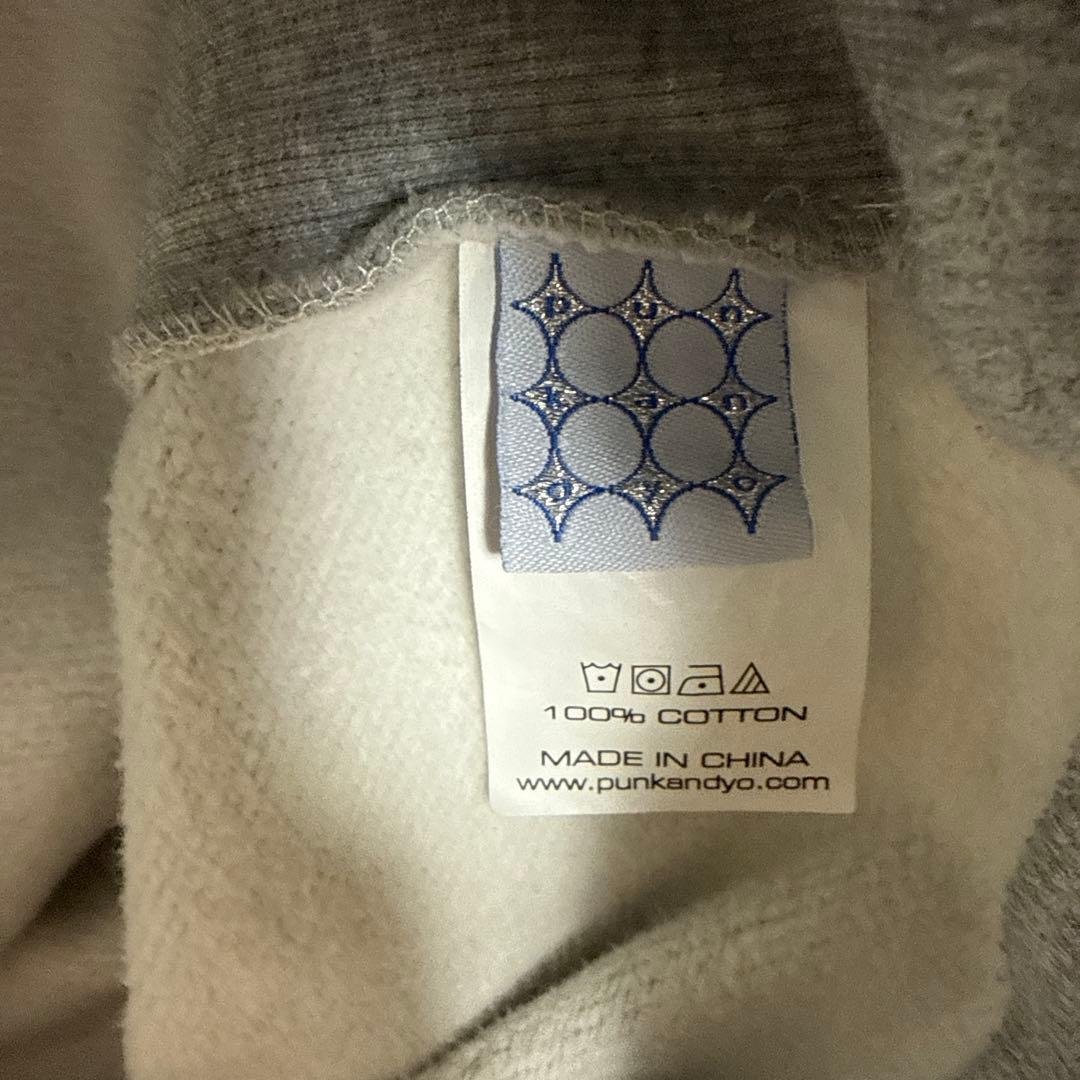 p u n
k a n
d y o
100% COTTON
MADE IN CHINA
www.punkandyo.com